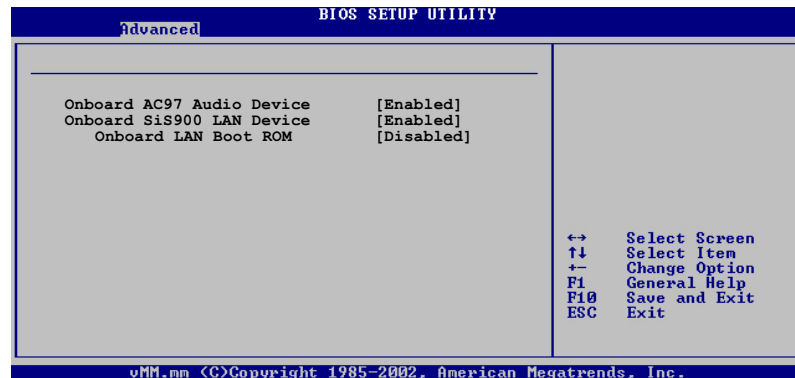 BIOS SETUP UTILITY
Advanced
Onboard AC97 Audio Device [Enabled]
Onboard SiS900 LAN Device [Enabled]
Onboard LAN Boot ROM [Disabled]
←→ Select Screen
↑↓ Select Item
+- Change Option
F1 General Help
F10 Save and Exit
ESC Exit
vMM.mm (C)Copyright 1985-2002, American Megatrends, Inc.